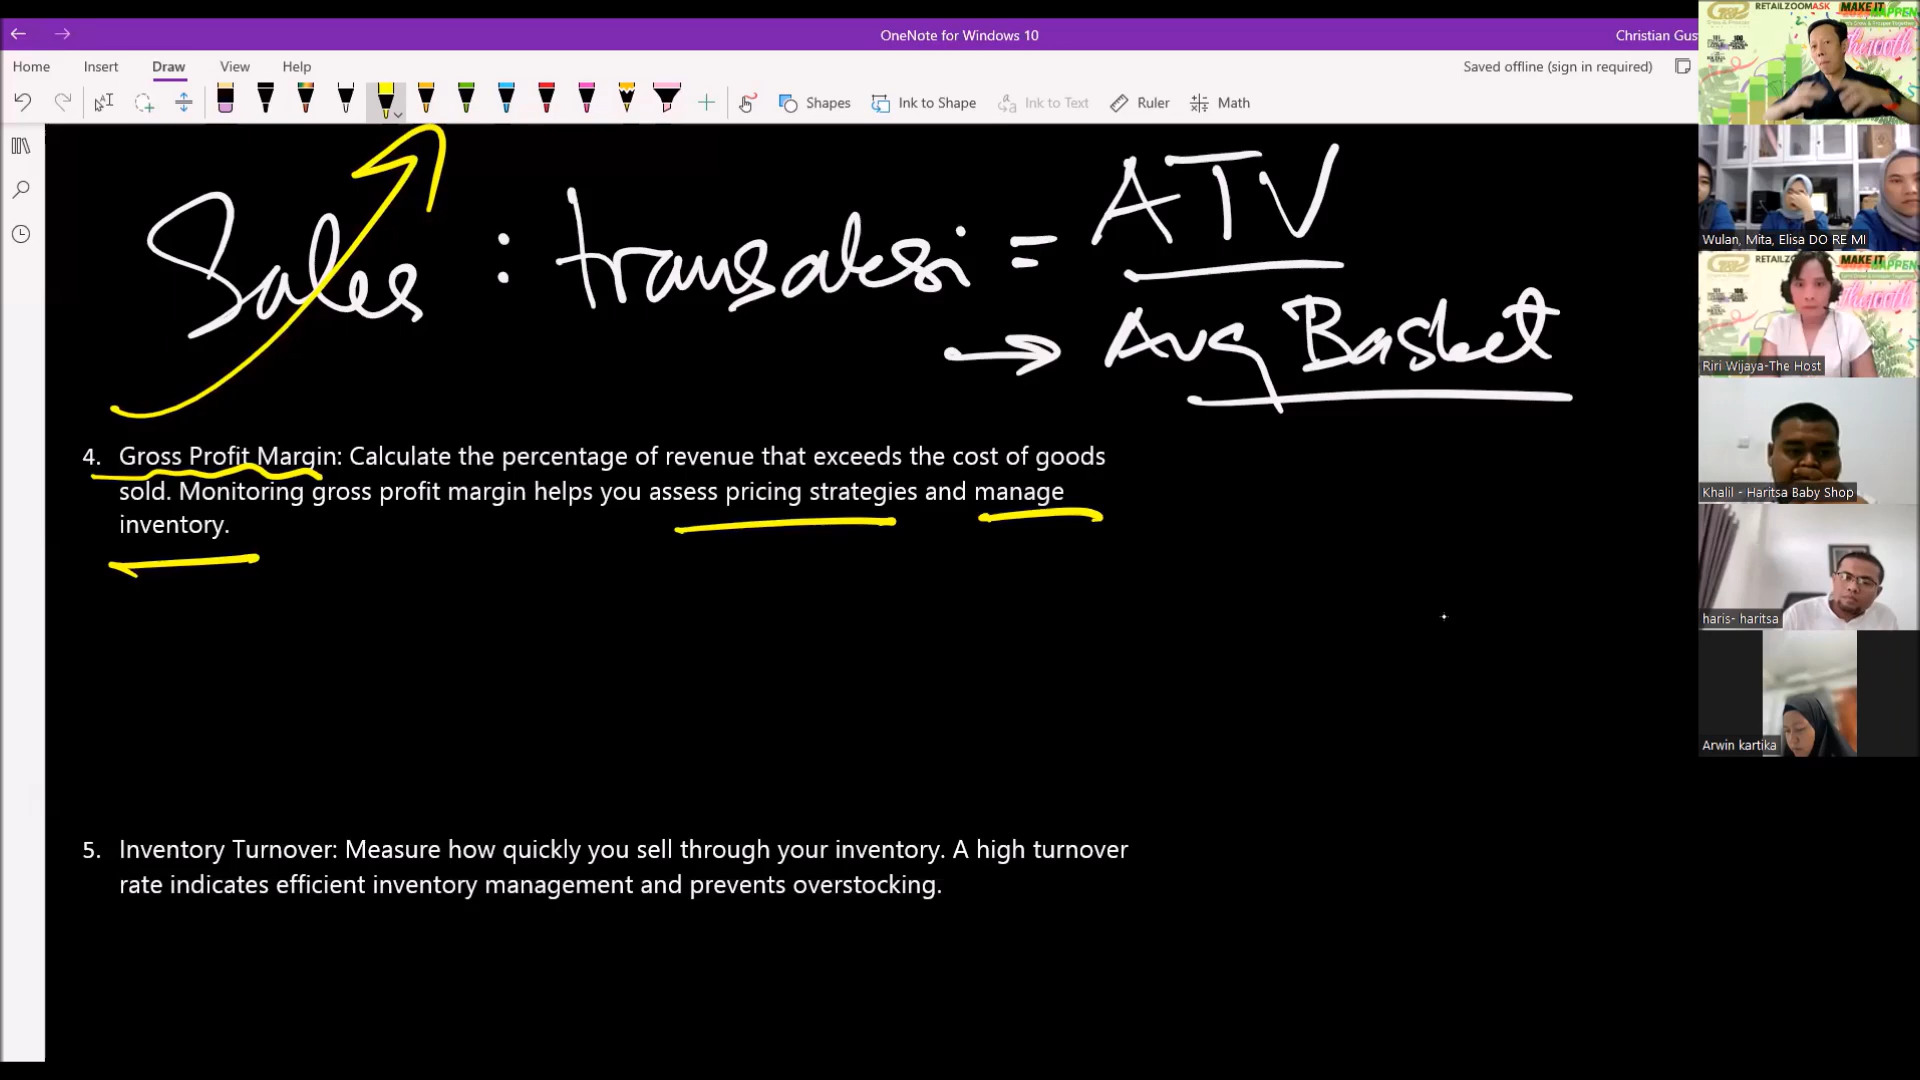 OneNote for Windows 10
Christian Gus
Home Insert Draw View Help
Saved offline (sign in required)
Shapes Ink to Shape Ink to Text Ruler Math
Sales : transaksi = ATV
→ Avg Basket
4. Gross Profit Margin: Calculate the percentage of revenue that exceeds the cost of goods
sold. Monitoring gross profit margin helps you assess pricing strategies and manage
inventory.
5. Inventory Turnover: Measure how quickly you sell through your inventory. A high turnover
rate indicates efficient inventory management and prevents overstocking.
RETAILZOOMASK MAKE IT
HAPPEN
Wulan, Mita, Elisa DO RE MI
MAKE IT
HAPPEN
Riri Wijaya-The Host
Khalil - Haritsa Baby Shop
haris- haritsa
Arwin kartika